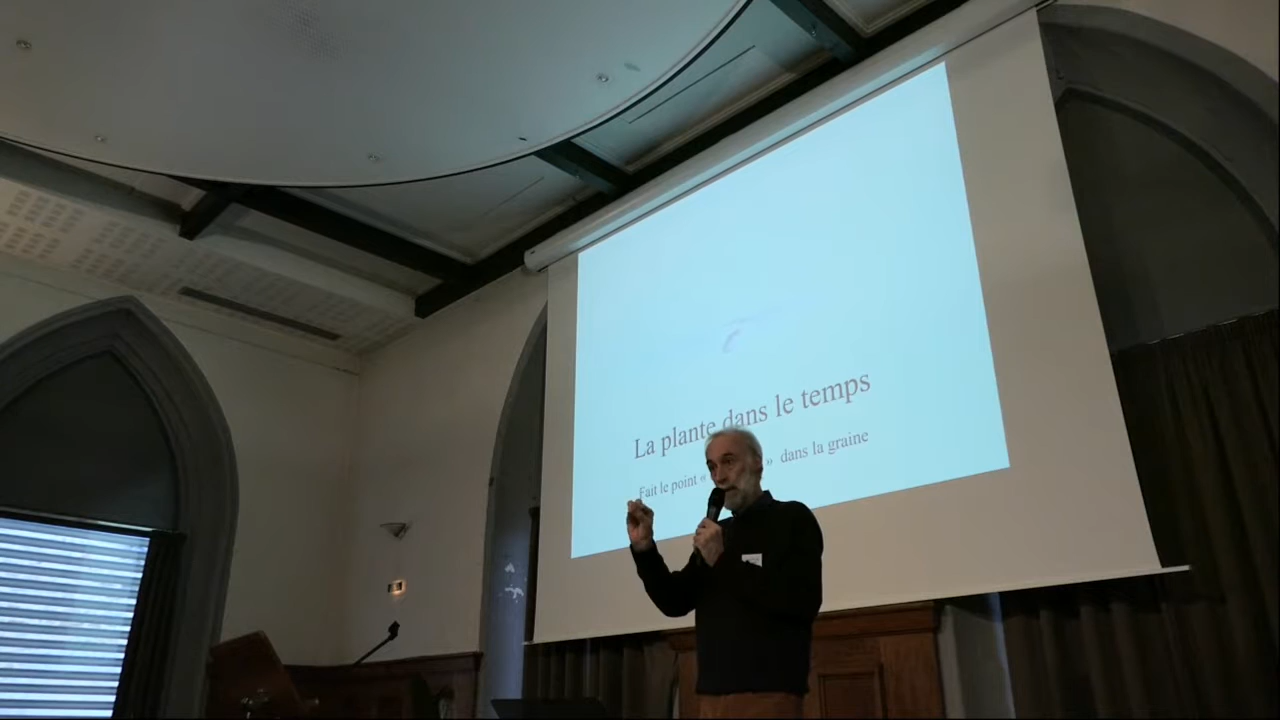 La plante dans le temps
Fait le point « » dans la graine